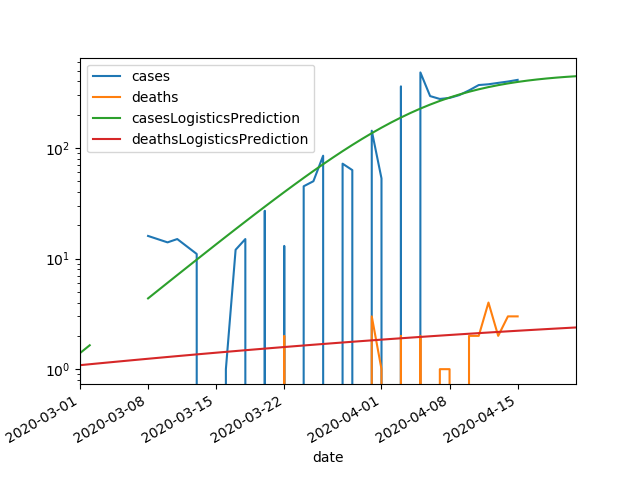 cases
deaths
casesLogisticsPrediction
deathsLogisticsPrediction
10²
10¹
10⁰
2020-03-01
2020-03-08
2020-03-15
2020-03-22
2020-04-01
2020-04-08
2020-04-15
date